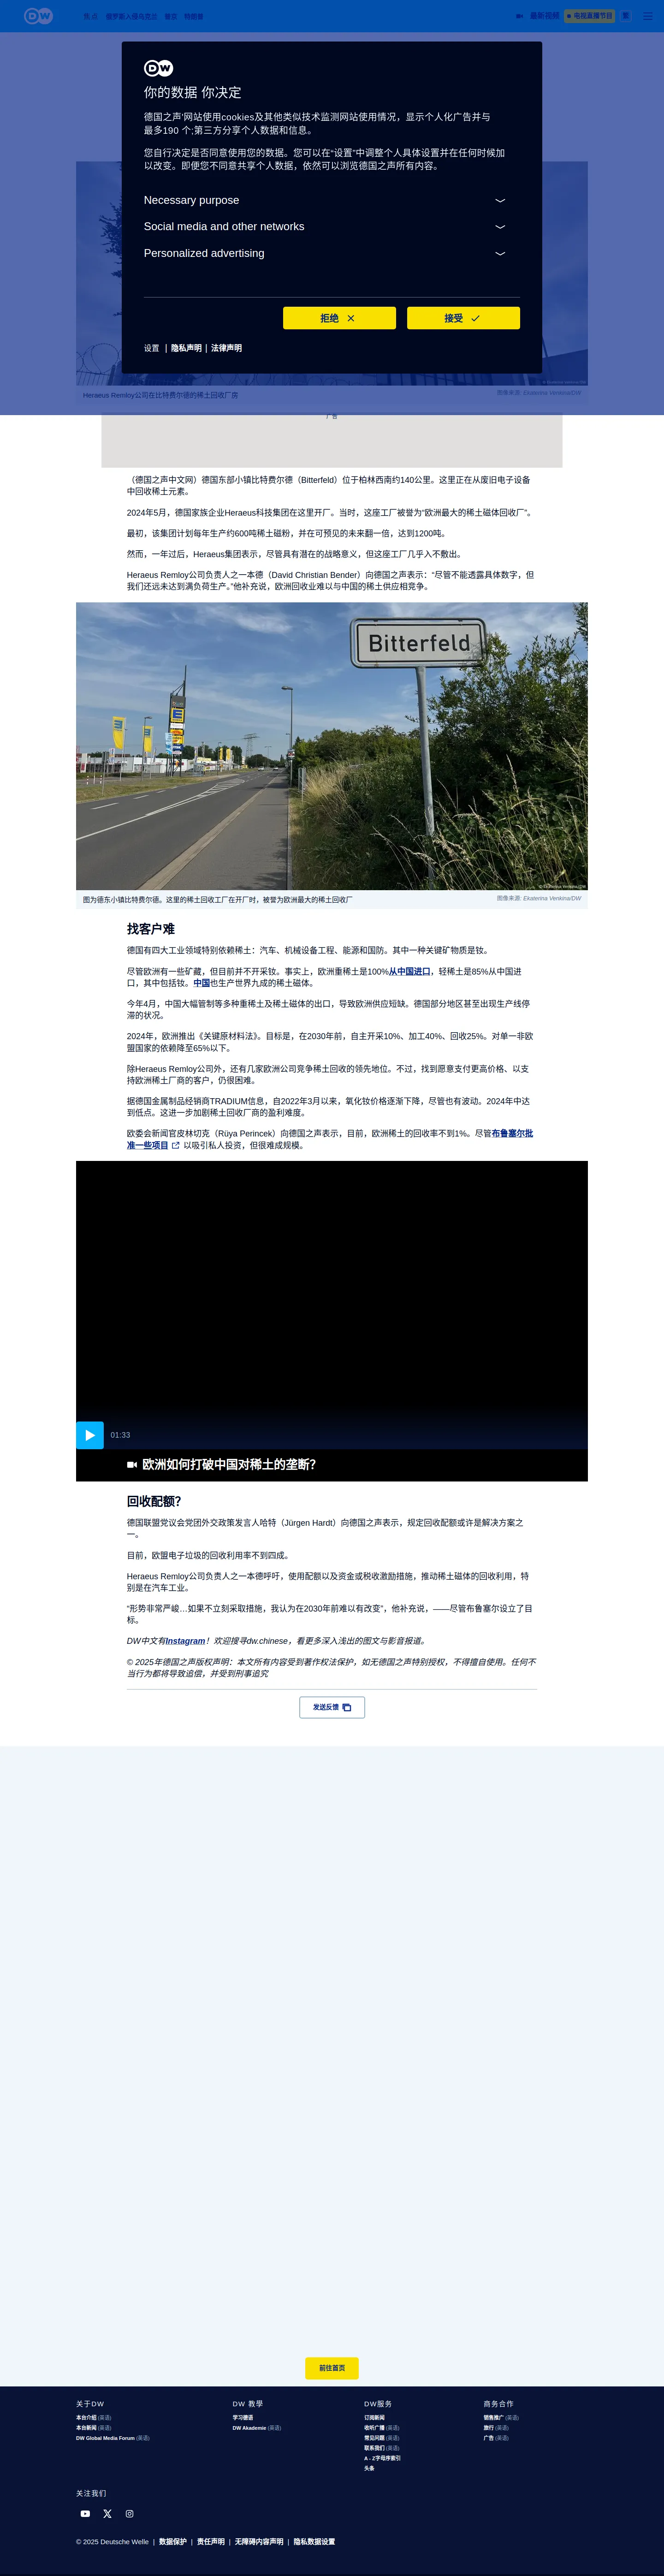 DW
最新视频
电视直播节目
繁
DW
你的数据 你决定
德国之声'网站使用cookies及其他类似技术监测网站使用情况，显示个人化广告并与
最多190 个;第三方分享个人数据和信息。
您自行决定是否同意使用您的数据。您可以在“设置”中调整个人具体设置并在任何时候加
以改变。即便您不同意共享个人数据，依然可以浏览德国之声所有内容。
Necessary purpose
Social media and other networks
Personalized advertising
拒绝
接受
设置 | 隐私声明 | 法律声明
Heraeus Remloy公司在比特费尔德的稀土回收厂房
图像来源: Ekaterina Venkina/DW
广告
（德国之声中文网）德国东部小镇比特费尔德（Bitterfeld）位于柏林西南约140公里。这里正在从废旧电子设备
中回收稀土元素。
2024年5月，德国家族企业Heraeus科技集团在这里开厂。当时，这座工厂被誉为“欧洲最大的稀土磁体回收厂”。
最初，该集团计划每年生产约600吨稀土磁粉，并在可预见的未来翻一倍，达到1200吨。
然而，一年过后，Heraeus集团表示，尽管具有潜在的战略意义，但这座工厂几乎入不敷出。
Heraeus Remloy公司负责人之一本德（David Christian Bender）向德国之声表示：“尽管不能透露具体数字，但
我们还远未达到满负荷生产。”他补充说，欧洲回收业难以与中国的稀土供应相竞争。
Bitterfeld
© Ekaterina Venkina/DW
图为德东小镇比特费尔德。这里的稀土回收工厂在开厂时，被誉为欧洲最大的稀土回收厂
图像来源: Ekaterina Venkina/DW
找客户难
德国有四大工业领域特别依赖稀土：汽车、机械设备工程、能源和国防。其中一种关键矿物质是钕。
尽管欧洲有一些矿藏，但目前并不开采钕。事实上，欧洲重稀土是100%从中国进口，轻稀土是85%从中国进
口，其中包括钕。中国也生产世界九成的稀土磁体。
今年4月，中国大幅管制等多种重稀土及稀土磁体的出口，导致欧洲供应短缺。德国部分地区甚至出现生产线停
滞的状况。
2024年，欧洲推出《关键原材料法》。目标是，在2030年前，自主开采10%、加工40%、回收25%。对单一非欧
盟国家的依赖降至65%以下。
除Heraeus Remloy公司外，还有几家欧洲公司竞争稀土回收的领先地位。不过，找到愿意支付更高价格、以支
持欧洲稀土厂商的客户，仍很困难。
据德国金属制品经销商TRADIUM信息，自2022年3月以来，氧化钕价格逐渐下降，尽管也有波动。2024年中达
到低点。这进一步加剧稀土回收厂商的盈利难度。
欧委会新闻官皮林切克（Rüya Perincek）向德国之声表示，目前，欧洲稀土的回收率不到1%。尽管布鲁塞尔批
准一些项目 以吸引私人投资，但很难成规模。
01:33
欧洲如何打破中国对稀土的垄断？
回收配额？
德国联盟党议会党团外交政策发言人哈特（Jürgen Hardt）向德国之声表示，规定回收配额或许是解决方案之
一。
目前，欧盟电子垃圾的回收利用率不到四成。
Heraeus Remloy公司负责人之一本德呼吁，使用配额以及资金或税收激励措施，推动稀土磁体的回收利用，特
别是在汽车工业。
“形势非常严峻…如果不立刻采取措施，我认为在2030年前难以有改变”，他补充说，——尽管布鲁塞尔设立了目
标。
DW中文有Instagram！欢迎搜寻dw.chinese，看更多深入浅出的图文与影音报道。
© 2025年德国之声版权声明：本文所有内容受到著作权法保护，如无德国之声特别授权，不得擅自使用。任何不
当行为都将导致追偿，并受到刑事追究
发送反馈
前往首页
关于DW
本台介绍 (英语)
本台新闻 (英语)
DW Global Media Forum (英语)
DW 教學
学习德语
DW Akademie (英语)
DW服务
订阅新闻
收听广播 (英语)
常见问题 (英语)
联系我们 (英语)
A - Z字母序索引
头条
商务合作
销售推广 (英语)
旅行 (英语)
广告 (英语)
关注我们
© 2025 Deutsche Welle | 数据保护 | 责任声明 | 无障碍内容声明 | 隐私数据设置